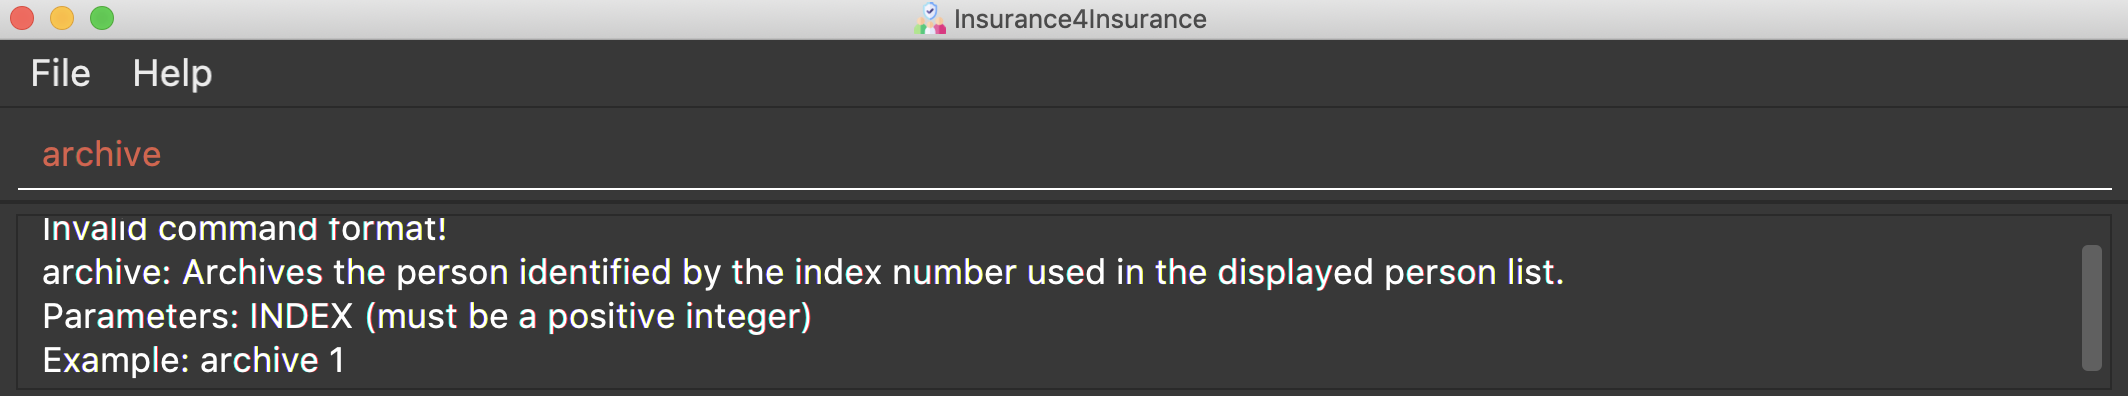 Insurance4Insurance
File Help
archive
Invalid command format!
archive: Archives the person identified by the index number used in the displayed person list.
Parameters: INDEX (must be a positive integer)
Example: archive 1